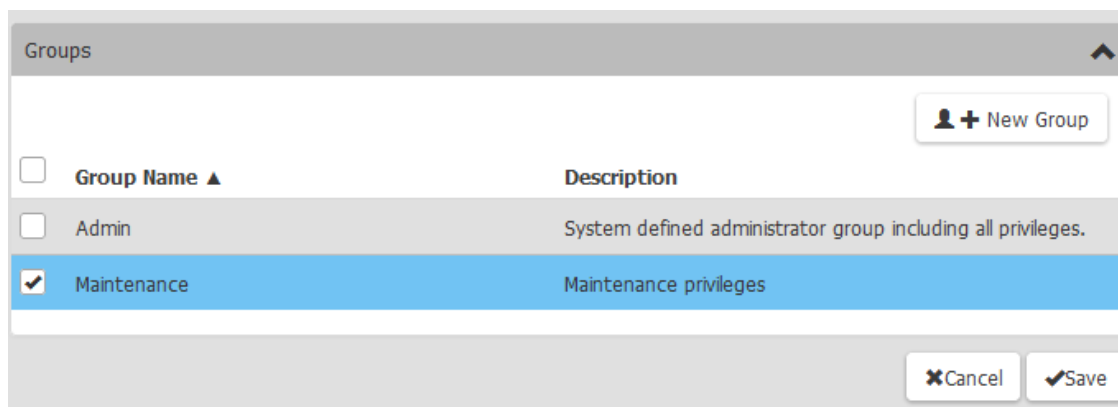 Groups
New Group
Group Name ▲ Description
Admin System defined administrator group including all privileges.
Maintenance Maintenance privileges
Cancel Save